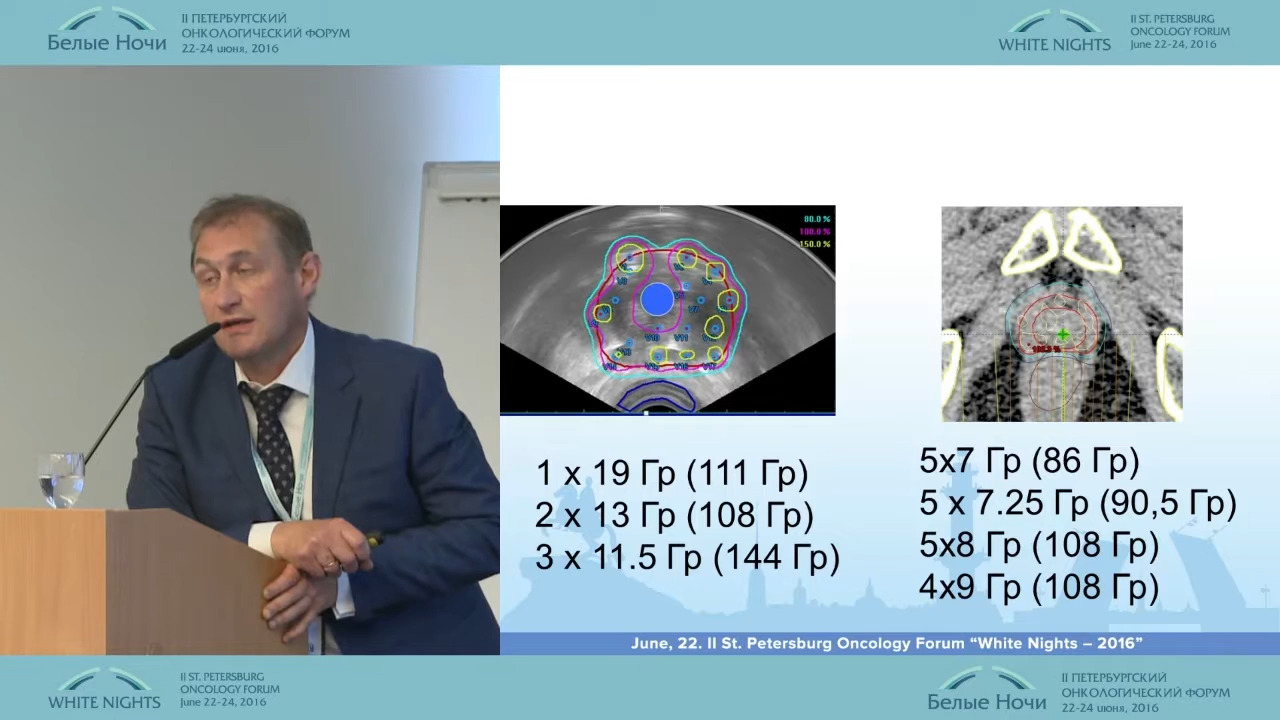 Белые Ночи
II ПЕТЕРБУРГСКИЙ
ОНКОЛОГИЧЕСКИЙ ФОРУМ
22-24 июня, 2016
WHITE NIGHTS
II ST. PETERSBURG
ONCOLOGY FORUM
June 22-24, 2016
80.0 %
100.0 %
150.0 %
1 x 19 Гр (111 Гр)
2 x 13 Гр (108 Гр)
3 x 11.5 Гр (144 Гр)
5x7 Гр (86 Гр)
5 x 7.25 Гр (90,5 Гр)
5x8 Гр (108 Гр)
4x9 Гр (108 Гр)
June, 22. II St. Petersburg Oncology Forum “White Nights – 2016”
WHITE NIGHTS
II ST. PETERSBURG
ONCOLOGY FORUM
June 22-24, 2016
Белые Ночи
II ПЕТЕРБУРГСКИЙ
ОНКОЛОГИЧЕСКИЙ ФОРУМ
22-24 июня, 2016